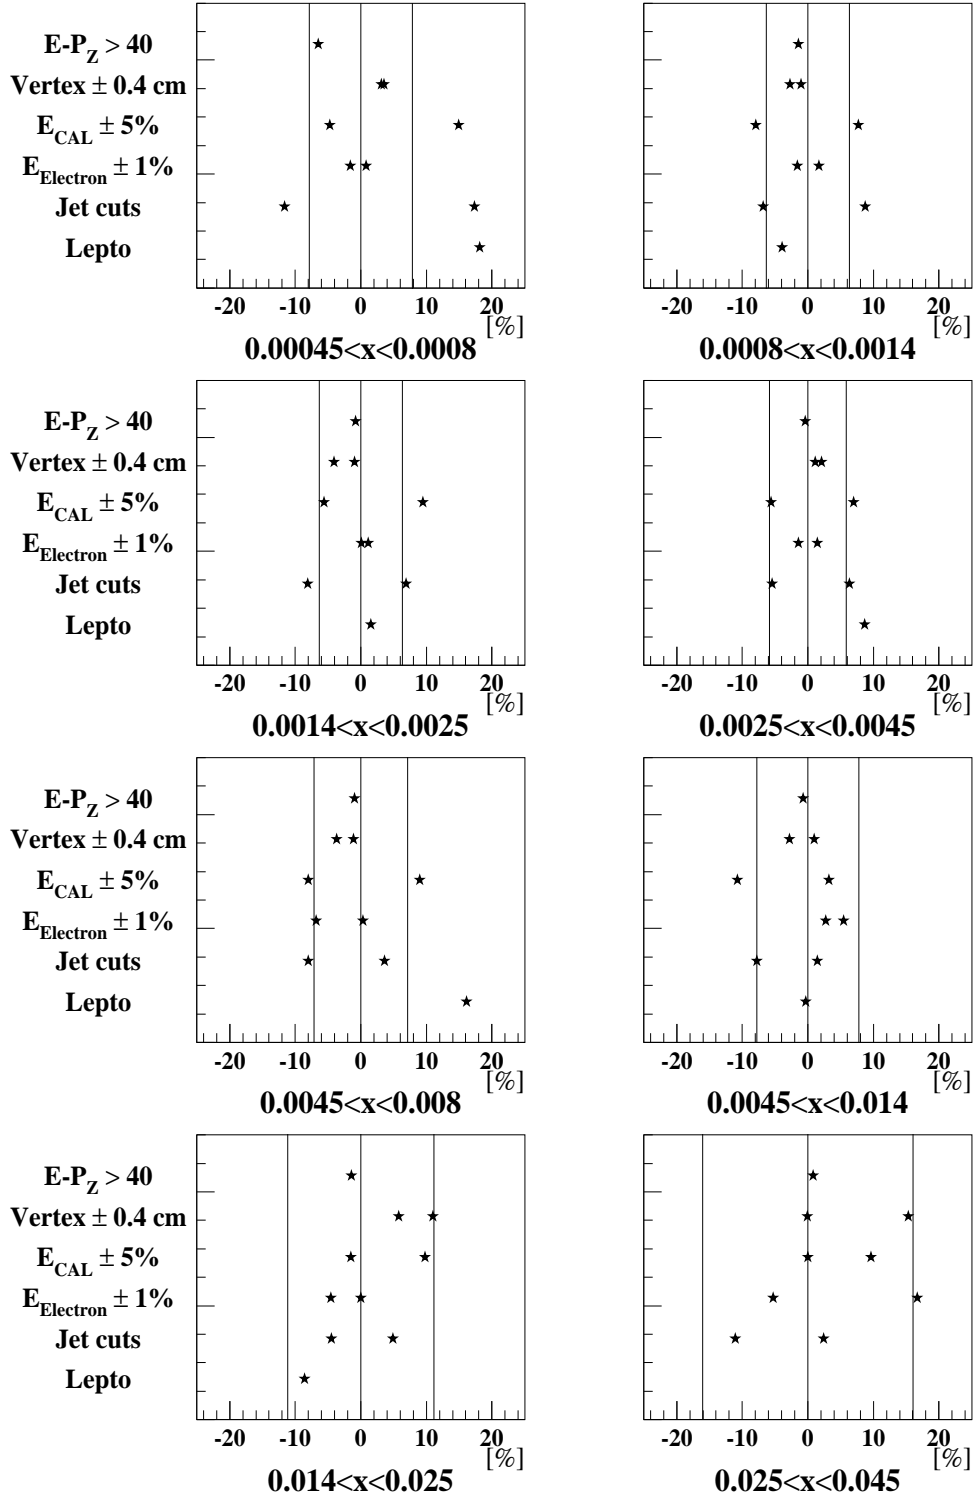 E-P_Z > 40
Vertex ± 0.4 cm
E_CAL ± 5%
E_Electron ± 1%
Jet cuts
Lepto
-20 -10 0 10 20
[%]
0.00045<x<0.0008
-20 -10 0 10 20
[%]
0.0008<x<0.0014
E-P_Z > 40
Vertex ± 0.4 cm
E_CAL ± 5%
E_Electron ± 1%
Jet cuts
Lepto
-20 -10 0 10 20
[%]
0.0014<x<0.0025
-20 -10 0 10 20
[%]
0.0025<x<0.0045
E-P_Z > 40
Vertex ± 0.4 cm
E_CAL ± 5%
E_Electron ± 1%
Jet cuts
Lepto
-20 -10 0 10 20
[%]
0.0045<x<0.008
-20 -10 0 10 20
[%]
0.0045<x<0.014
E-P_Z > 40
Vertex ± 0.4 cm
E_CAL ± 5%
E_Electron ± 1%
Jet cuts
Lepto
-20 -10 0 10 20
[%]
0.014<x<0.025
-20 -10 0 10 20
[%]
0.025<x<0.045